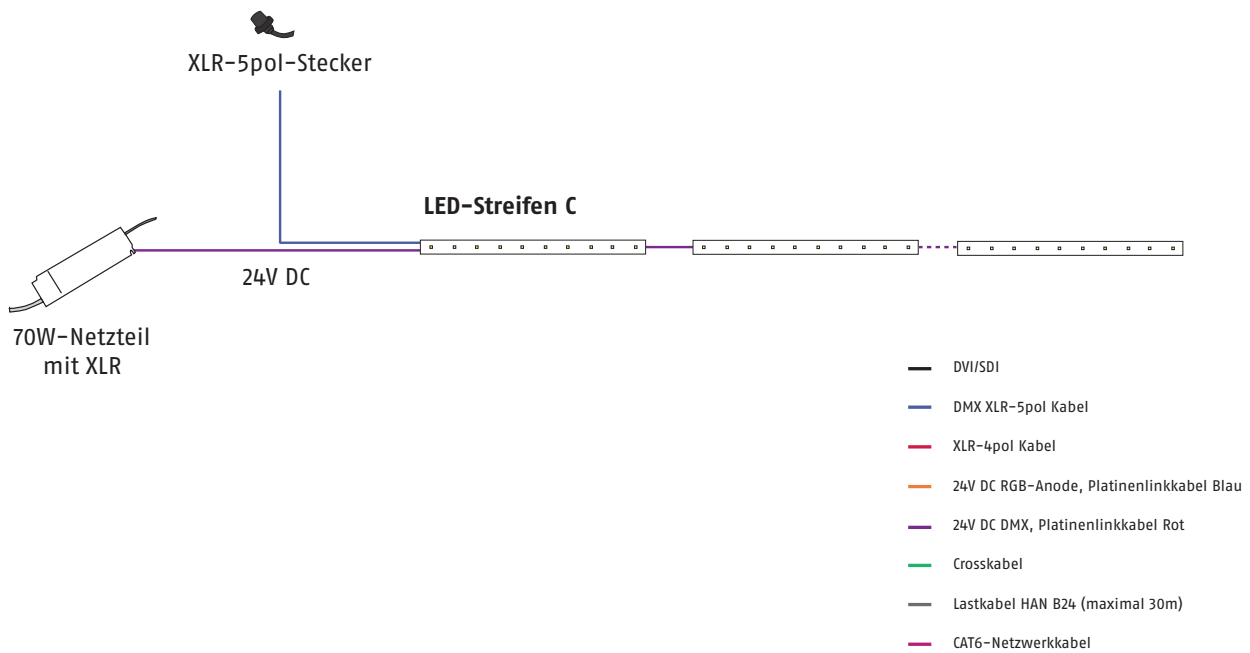 XLR-5pol-Stecker
LED-Streifen C
24V DC
70W-Netzteil
mit XLR
DVI/SDI
DMX XLR-5pol Kabel
XLR-4pol Kabel
24V DC RGB-Anode, Platinenlinkkabel Blau
24V DC DMX, Platinenlinkkabel Rot
Crosskabel
Lastkabel HAN B24 (maximal 30m)
CAT6-Netzwerkkabel